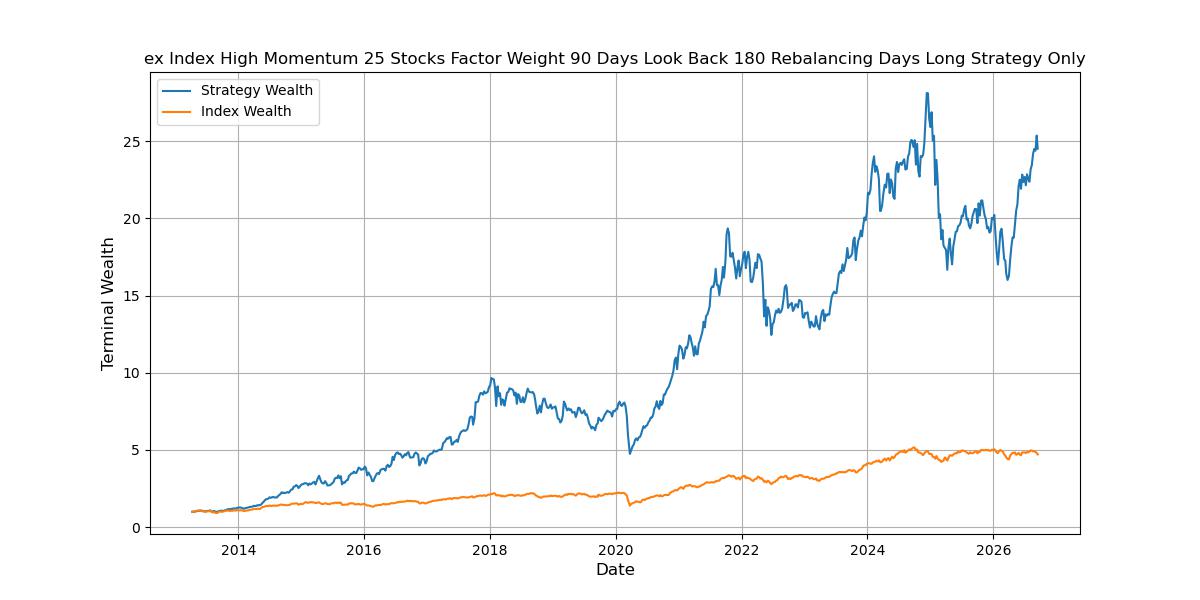 ex Index High Momentum 25 Stocks Factor Weight 90 Days Look Back 180 Rebalancing Days Long Strategy Only
Strategy Wealth
Index Wealth
Terminal Wealth
25
20
15
10
5
0
2014 2016 2018 2020 2022 2024 2026
Date